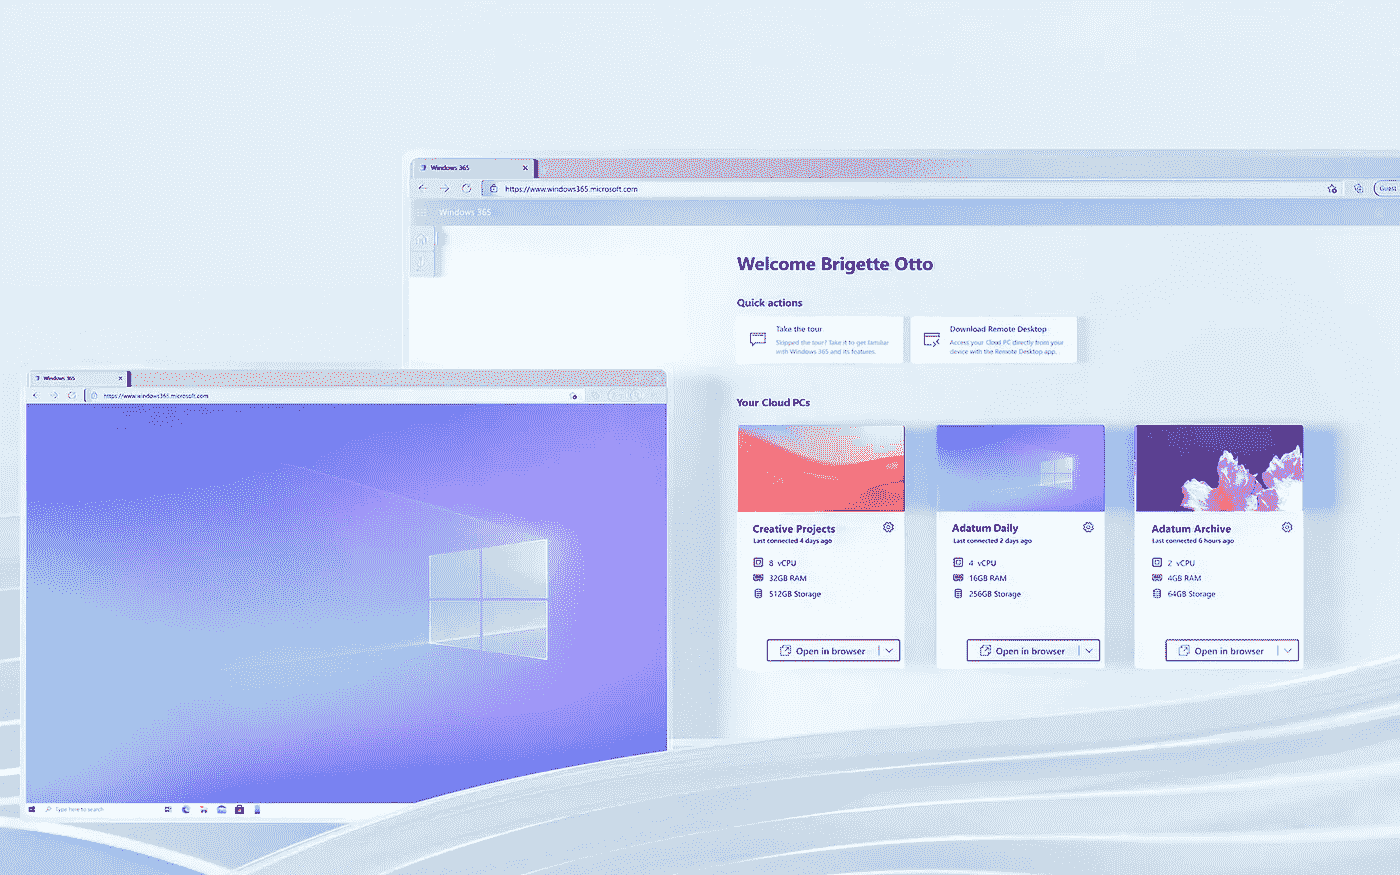 Windows 365
https://www.windows365.microsoft.com
Guest
Windows 365
Welcome Brigette Otto
Quick actions
Take the tour
Skipped the tour? Take it to get familiar
with Windows 365 and its features.
Download Remote Desktop
Access your Cloud PC directly from your
device with the Remote Desktop app...
Your Cloud PCs
Creative Projects
Last connected 4 days ago
8 vCPU
32GB RAM
512GB Storage
Open in browser
Adatum Daily
Last connected 2 days ago
4 vCPU
16GB RAM
256GB Storage
Open in browser
Adatum Archive
Last connected 6 hours ago
2 vCPU
4GB RAM
64GB Storage
Open in browser
Windows 365
https://www.windows365.microsoft.com
Type here to search